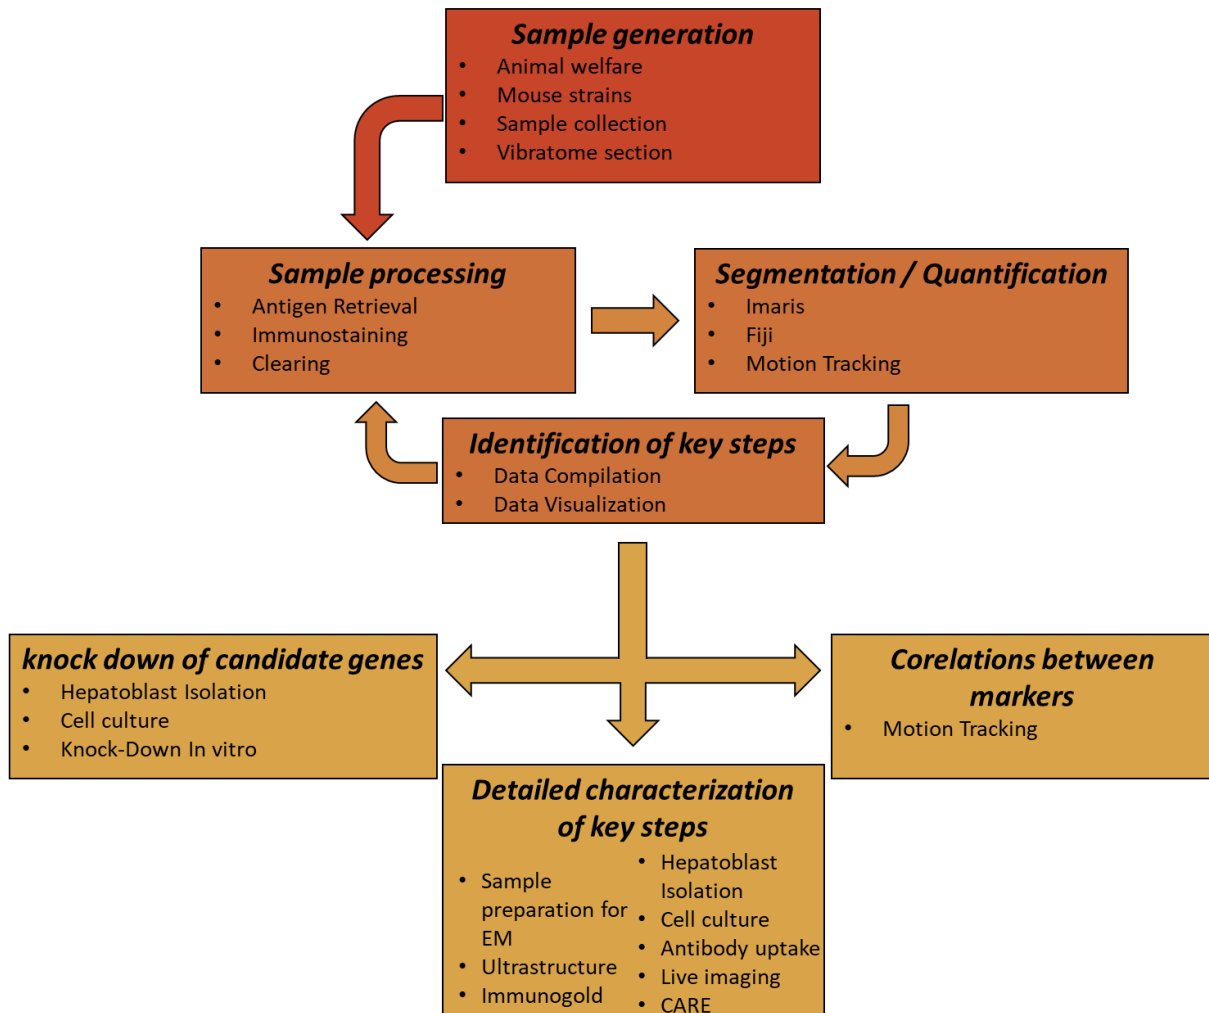 Sample generation
• Animal welfare
• Mouse strains
• Sample collection
• Vibratome section
Sample processing
• Antigen Retrieval
• Immunostaining
• Clearing
Segmentation / Quantification
• Imaris
• Fiji
• Motion Tracking
Identification of key steps
• Data Compilation
• Data Visualization
knock down of candidate genes
• Hepatoblast Isolation
• Cell culture
• Knock-Down In vitro
Corelations between
markers
• Motion Tracking
Detailed characterization
of key steps
• Sample
preparation for
EM
• Ultrastructure
• Immunogold
• Hepatoblast
Isolation
• Cell culture
• Antibody uptake
• Live imaging
• CARE